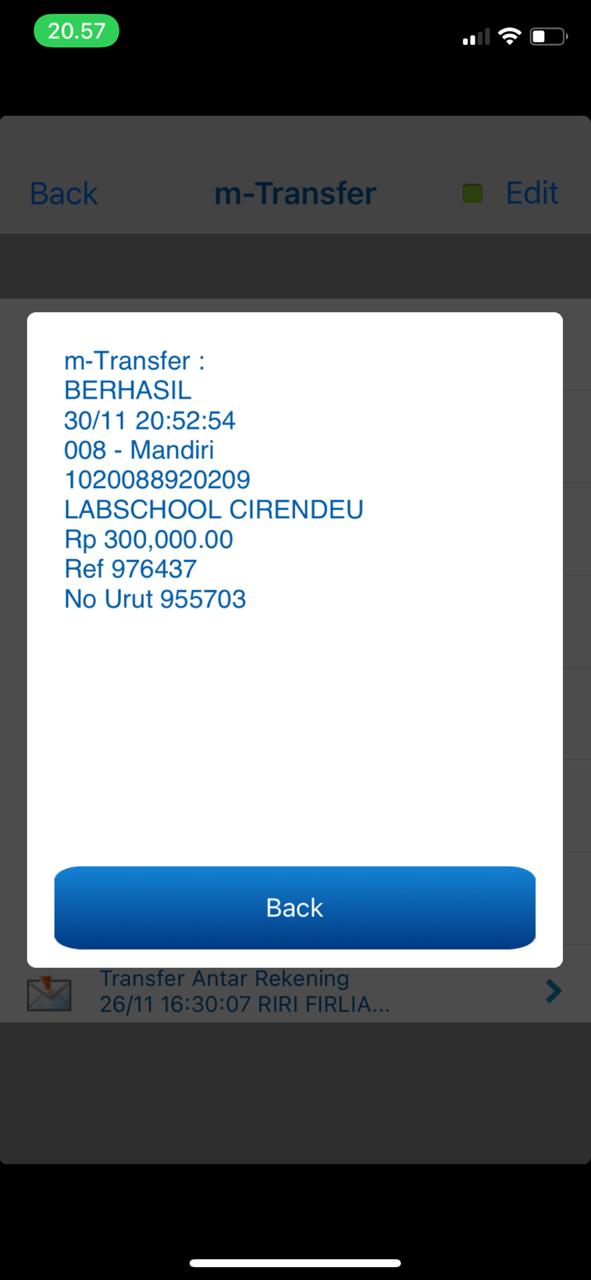 20.57
Back
m-Transfer
Edit
m-Transfer :
BERHASIL
30/11 20:52:54
008 - Mandiri
1020088920209
LABSCHOOL CIRENDEU
Rp 300,000.00
Ref 976437
No Urut 955703
Back
Transfer Antar Rekening
26/11 16:30:07 RIRI FIRLIA...